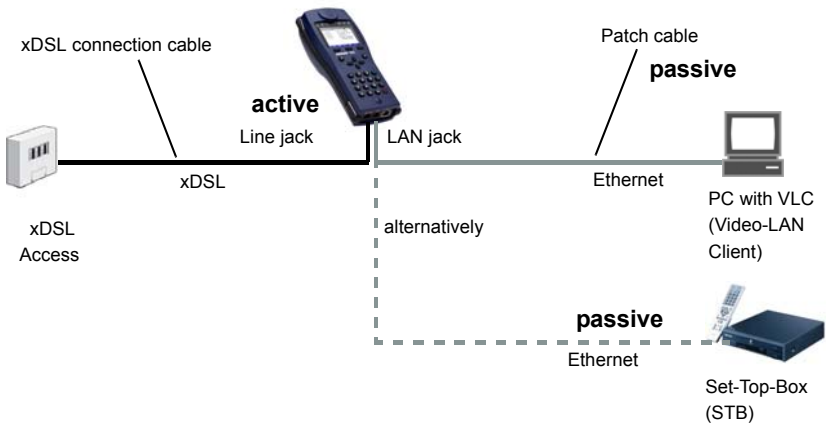 xDSL connection cable
Patch cable
passive
active
Line jack
LAN jack
xDSL
Ethernet
xDSL
Access
PC with VLC
(Video-LAN
Client)
alternatively
passive
Ethernet
Set-Top-Box
(STB)